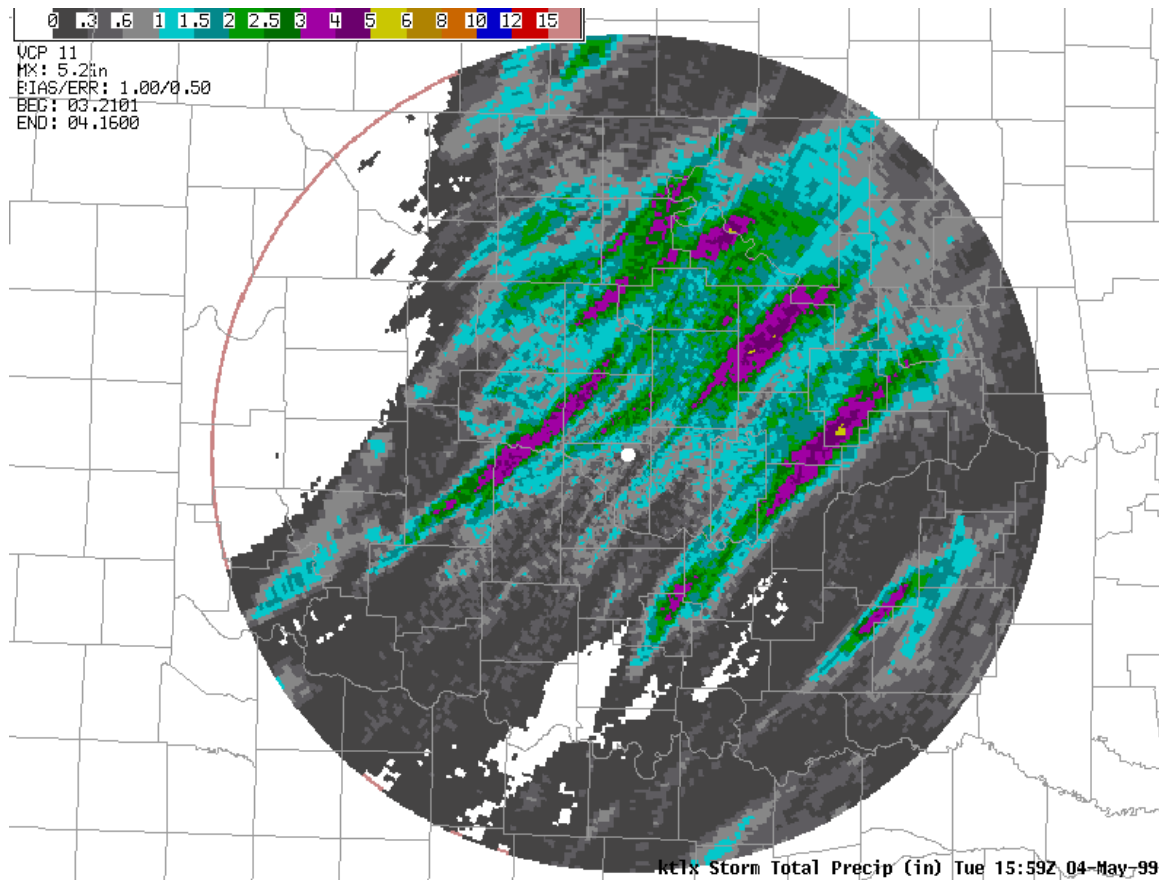 0 .3 .6 1 1.5 2 2.5 3 4 5 6 8 10 12 15
VCP 11
MX: 5.2in
BIAS/ERR: 1.00/0.50
BEG: 03.2101
END: 04.1600
ktlx Storm Total Precip (in) Tue 15:59Z 04-May-99